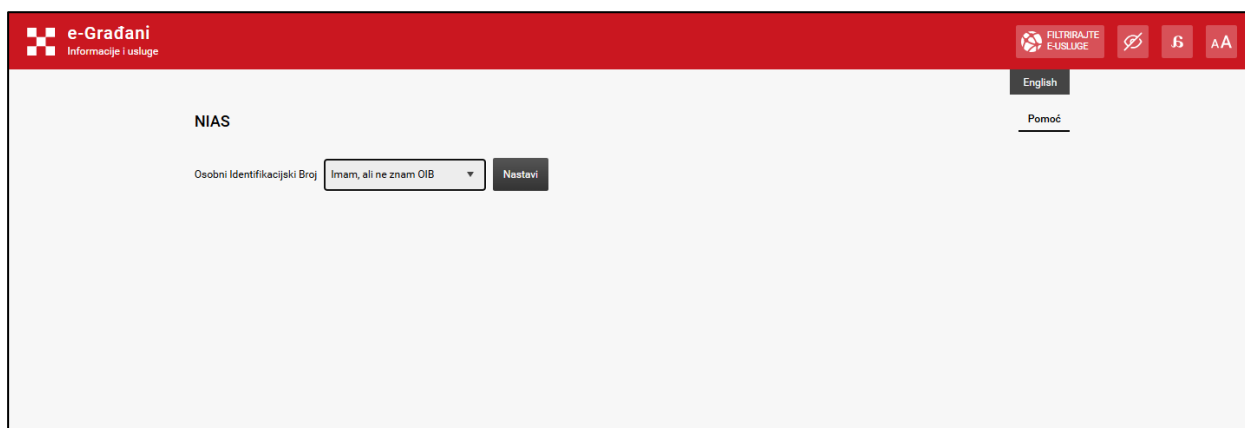 e-Građani
Informacije i usluge
FILTRIRAJTE
E-USLUGE
AA
English
NIAS
Pomoć
Osobni Identifikacijski Broj Imam, ali ne znam OIB Nastavi